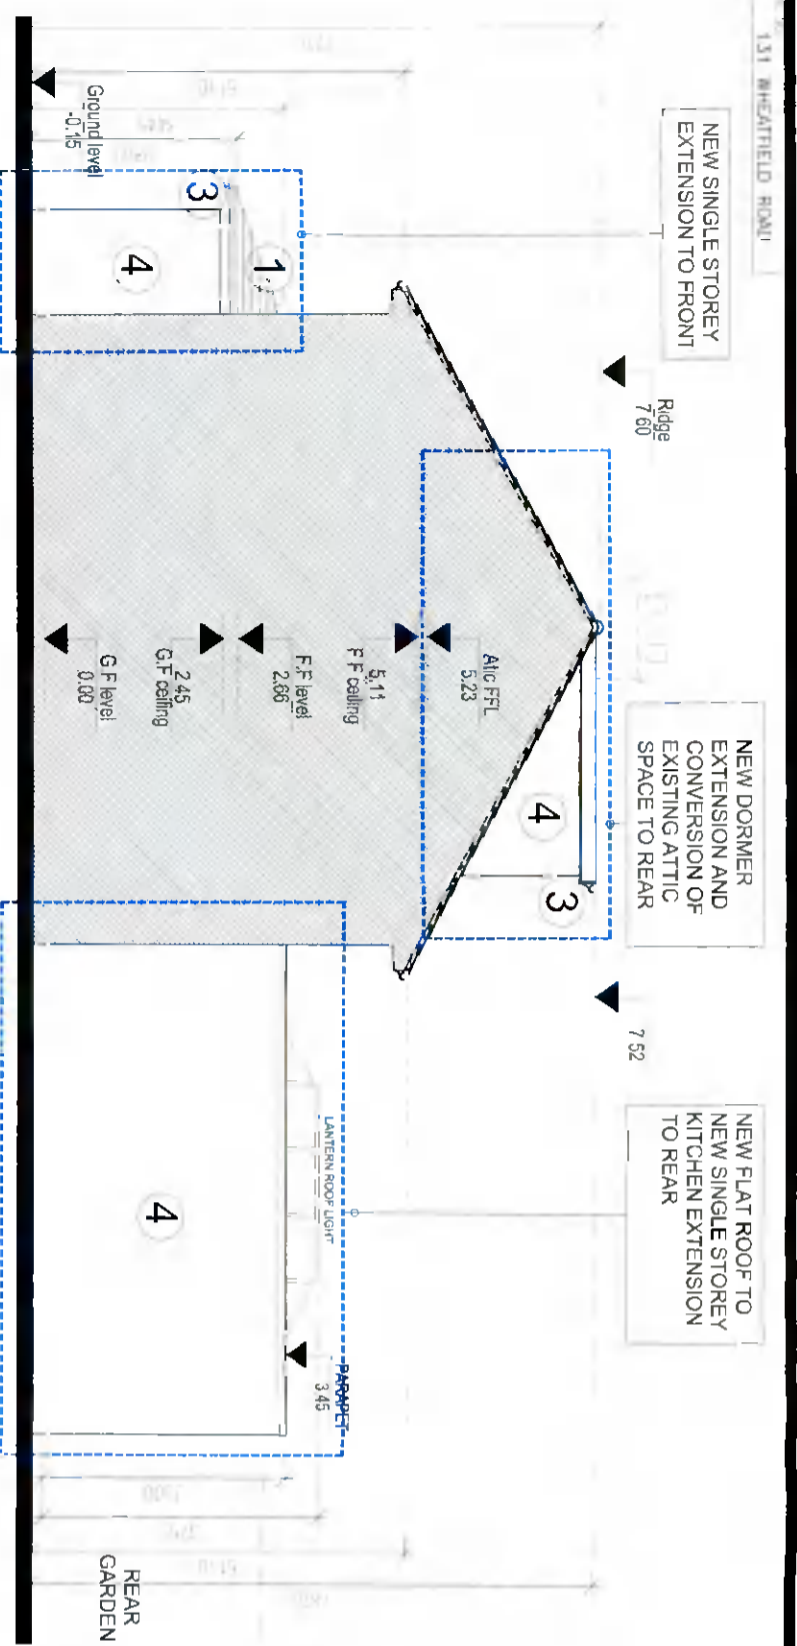 131 WHEATFIELD ROAD
NEW SINGLE STOREY
EXTENSION TO FRONT
NEW DORMER
EXTENSION AND
CONVERSION OF
EXISTING ATTIC
SPACE TO REAR
NEW FLAT ROOF TO
NEW SINGLE STOREY
KITCHEN EXTENSION
TO REAR
Ridge
7.60
7.52
Atic FFL
5.23
5.11
F.F ceiling
F.F level
2.66
2.45
G.F ceiling
G.F level
0.00
Ground level
-0.15
3
1
4
4
3
LANTERN ROOF LIGHT
PARAPET
3.45
4
REAR
GARDEN